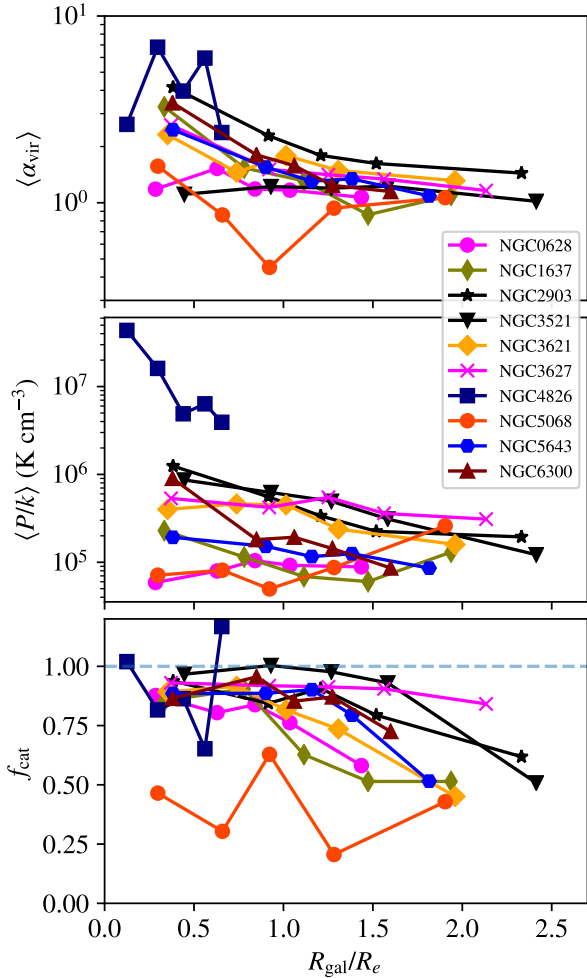 10¹
⟨α_vir⟩
10⁰
NGC0628
NGC1637
NGC2903
NGC3521
NGC3621
NGC3627
NGC4826
NGC5068
NGC5643
NGC6300
10⁷
⟨P/k⟩ (K cm⁻³)
10⁶
10⁵
1.00
0.75
f_cat
0.50
0.25
0.00
0.0 0.5 1.0 1.5 2.0 2.5
R_gal/R_e